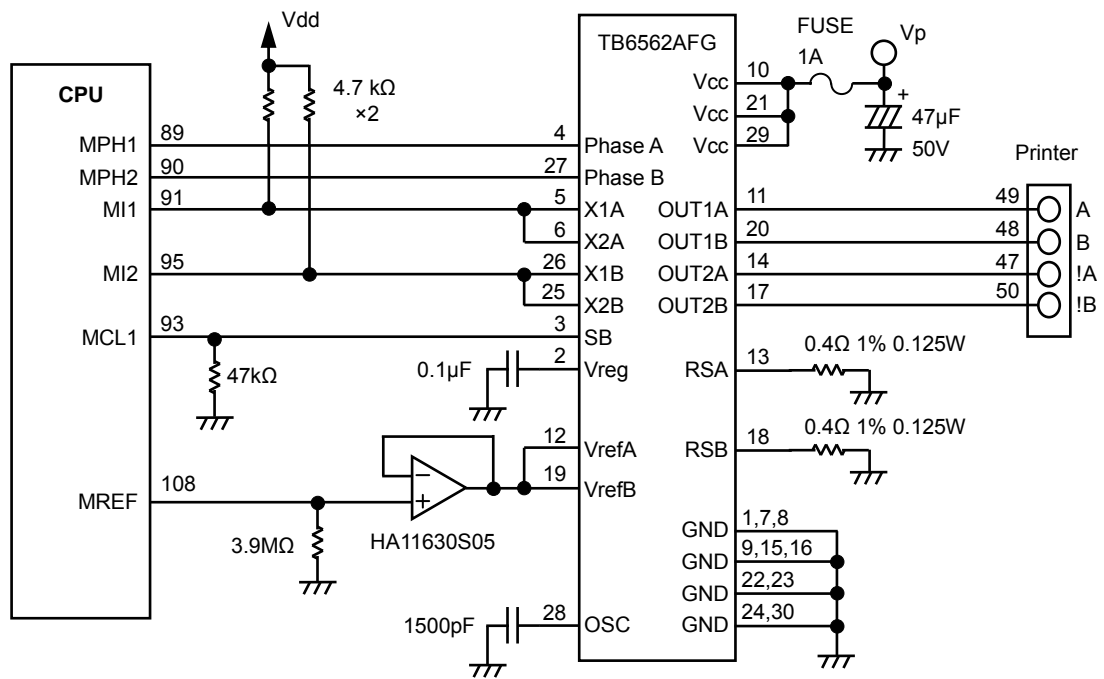 Vdd
TB6562AFG
FUSE
1A
Vp
CPU
4.7 kΩ
×2
Vcc 10
Vcc 21
Vcc 29
+
47µF
50V
Printer
MPH1 89
4 Phase A
MPH2 90
27 Phase B
MI1 91
5 X1A
OUT1A 11
49 A
6 X2A
OUT1B 20
48 B
MI2 95
26 X1B
OUT2A 14
47 !A
25 X2B
OUT2B 17
50 !B
MCL1 93
3 SB
47kΩ
0.1µF
2 Vreg
RSA 13
0.4Ω 1% 0.125W
12 VrefA
RSB 18
0.4Ω 1% 0.125W
19 VrefB
MREF 108
−
+
3.9MΩ
HA11630S05
GND 1,7,8
GND 9,15,16
GND 22,23
GND 24,30
1500pF
28 OSC